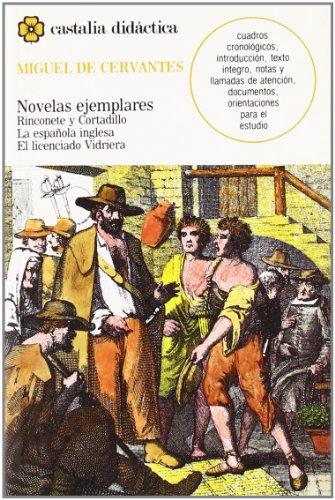 castalia didáctica
MIGUEL DE CERVANTES
Novelas ejemplares
Rinconete y Cortadillo
La española inglesa
El licenciado Vidriera
cuadros
cronológicos,
introducción, texto
íntegro, notas y
llamadas de atención,
documentos,
orientaciones
para el
estudio